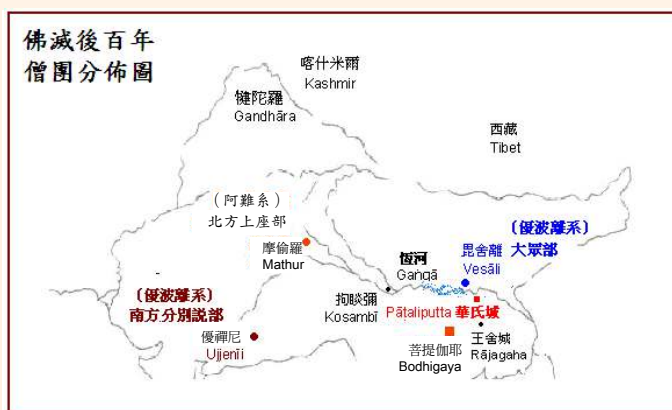 佛滅後百年
僧團分佈圖
喀什米爾
Kashmir
犍陀羅
Gandhāra
西藏
Tibet
（阿難系）
北方上座部
摩偷羅
Mathur
恆河
Gaṅgā
毘舍離
Vesāli
〔優波離系〕
大眾部
〔優波離系〕
南方分別說部
拘睒彌
Kosambī
Pāṭaliputta 華氏城
優禪尼
Ujjenīi
菩提伽耶
Bodhigaya
王舍城
Rājagaha